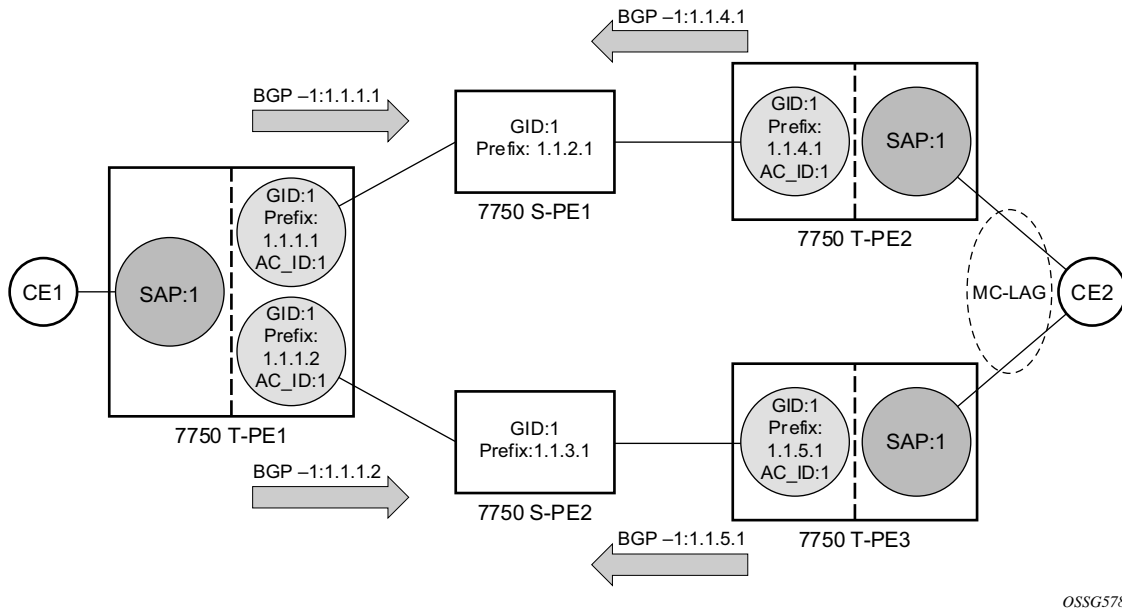 BGP –1:1.1.4.1
BGP –1:1.1.1.1
GID:1
Prefix: 1.1.2.1
7750 S-PE1
GID:1
Prefix:
1.1.4.1
AC_ID:1
SAP:1
7750 T-PE2
CE1
SAP:1
GID:1
Prefix:
1.1.1.1
AC_ID:1
GID:1
Prefix:
1.1.1.2
AC_ID:1
7750 T-PE1
MC-LAG
CE2
BGP –1:1.1.1.2
GID:1
Prefix:1.1.3.1
7750 S-PE2
GID:1
Prefix:
1.1.5.1
AC_ID:1
SAP:1
7750 T-PE3
BGP –1:1.1.5.1
OSSG578